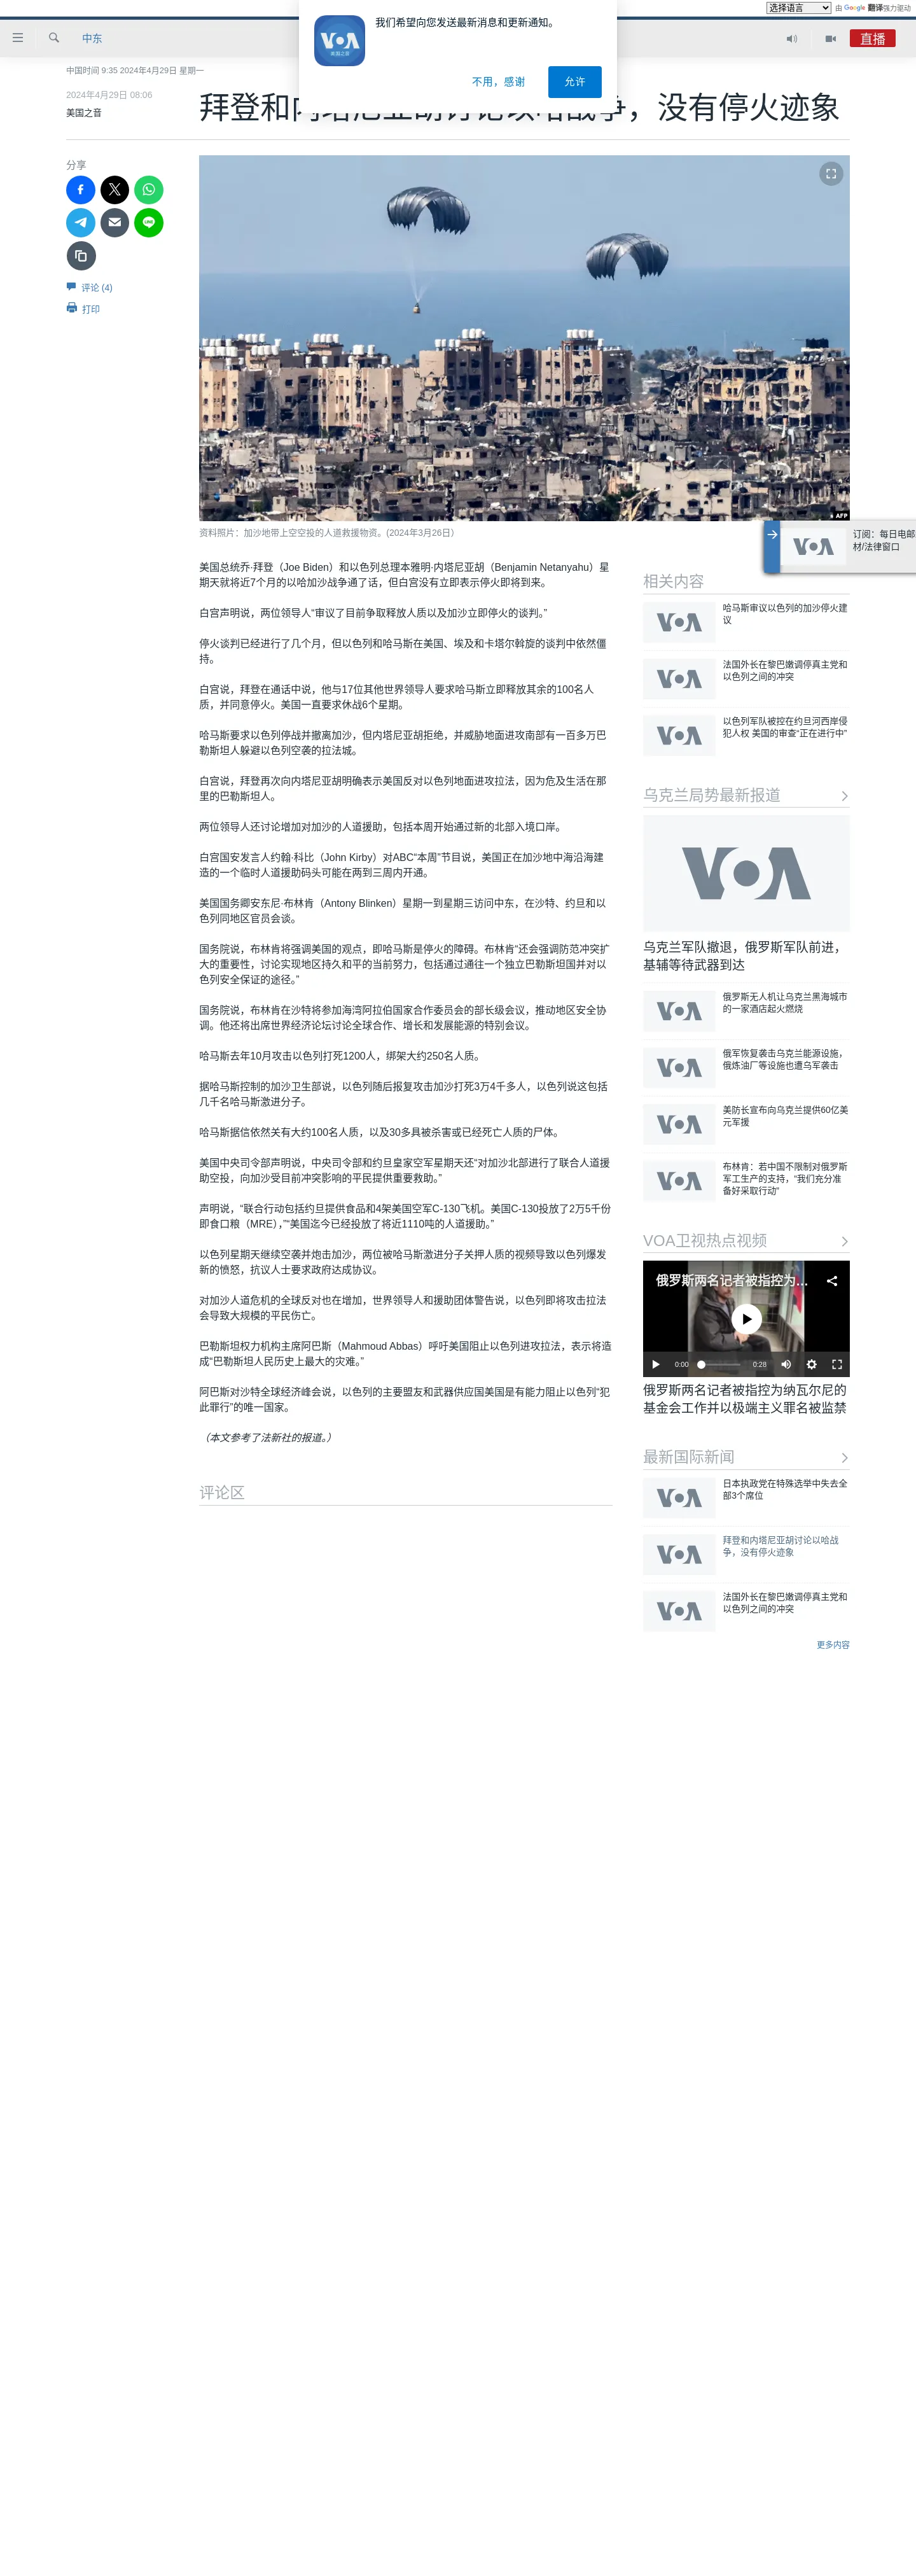 选择语言
由 Google 翻译强力驱动
我们希望向您发送最新消息和更新通知。
VOA
美国之音
不用，感谢
允许
中东
直播
中国时间 9:35 2024年4月29日 星期一
2024年4月29日 08:06
美国之音
拜登和内塔尼亚胡讨论以哈战争，没有停火迹象
分享
LINE
评论 (4)
打印
AFP
资料照片：加沙地带上空空投的人道救援物资。(2024年3月26日）
VOA
订阅：每日电邮
材/法律窗口
美国总统乔·拜登（Joe Biden）和以色列总理本雅明·内塔尼亚胡（Benjamin Netanyahu）星
期天就将近7个月的以哈加沙战争通了话，但白宫没有立即表示停火即将到来。
白宫声明说，两位领导人“审议了目前争取释放人质以及加沙立即停火的谈判。”
停火谈判已经进行了几个月，但以色列和哈马斯在美国、埃及和卡塔尔斡旋的谈判中依然僵
持。
白宫说，拜登在通话中说，他与17位其他世界领导人要求哈马斯立即释放其余的100名人
质，并同意停火。美国一直要求休战6个星期。
哈马斯要求以色列停战并撤离加沙，但内塔尼亚胡拒绝，并威胁地面进攻南部有一百多万巴
勒斯坦人躲避以色列空袭的拉法城。
白宫说，拜登再次向内塔尼亚胡明确表示美国反对以色列地面进攻拉法，因为危及生活在那
里的巴勒斯坦人。
两位领导人还讨论增加对加沙的人道援助，包括本周开始通过新的北部入境口岸。
白宫国安发言人约翰·科比（John Kirby）对ABC“本周”节目说，美国正在加沙地中海沿海建
造的一个临时人道援助码头可能在两到三周内开通。
美国国务卿安东尼·布林肯（Antony Blinken）星期一到星期三访问中东，在沙特、约旦和以
色列同地区官员会谈。
国务院说，布林肯将强调美国的观点，即哈马斯是停火的障碍。布林肯“还会强调防范冲突扩
大的重要性，讨论实现地区持久和平的当前努力，包括通过通往一个独立巴勒斯坦国并对以
色列安全保证的途径。”
国务院说，布林肯在沙特将参加海湾阿拉伯国家合作委员会的部长级会议，推动地区安全协
调。他还将出席世界经济论坛讨论全球合作、增长和发展能源的特别会议。
哈马斯去年10月攻击以色列打死1200人，绑架大约250名人质。
据哈马斯控制的加沙卫生部说，以色列随后报复攻击加沙打死3万4千多人，以色列说这包括
几千名哈马斯激进分子。
哈马斯据信依然关有大约100名人质，以及30多具被杀害或已经死亡人质的尸体。
美国中央司令部声明说，中央司令部和约旦皇家空军星期天还“对加沙北部进行了联合人道援
助空投，向加沙受目前冲突影响的平民提供重要救助。”
声明说，“联合行动包括约旦提供食品和4架美国空军C-130飞机。美国C-130投放了2万5千份
即食口粮（MRE），”“美国迄今已经投放了将近1110吨的人道援助。”
以色列星期天继续空袭并炮击加沙，两位被哈马斯激进分子关押人质的视频导致以色列爆发
新的愤怒，抗议人士要求政府达成协议。
对加沙人道危机的全球反对也在增加，世界领导人和援助团体警告说，以色列即将攻击拉法
会导致大规模的平民伤亡。
巴勒斯坦权力机构主席阿巴斯（Mahmoud Abbas）呼吁美国阻止以色列进攻拉法，表示将造
成“巴勒斯坦人民历史上最大的灾难。”
阿巴斯对沙特全球经济峰会说，以色列的主要盟友和武器供应国美国是有能力阻止以色列“犯
此罪行”的唯一国家。
（本文参考了法新社的报道。）
评论区
相关内容
VOA
哈马斯审议以色列的加沙停火建
议
VOA
法国外长在黎巴嫩调停真主党和
以色列之间的冲突
VOA
以色列军队被控在约旦河西岸侵
犯人权 美国的审查“正在进行中”
乌克兰局势最新报道
VOA
乌克兰军队撤退，俄罗斯军队前进，
基辅等待武器到达
VOA
俄罗斯无人机让乌克兰黑海城市
的一家酒店起火燃烧
VOA
俄军恢复袭击乌克兰能源设施，
俄炼油厂等设施也遭乌军袭击
VOA
美防长宣布向乌克兰提供60亿美
元军援
VOA
布林肯：若中国不限制对俄罗斯
军工生产的支持，“我们充分准
备好采取行动”
VOA卫视热点视频
俄罗斯两名记者被指控为...
0:00
0:28
俄罗斯两名记者被指控为纳瓦尔尼的
基金会工作并以极端主义罪名被监禁
最新国际新闻
VOA
日本执政党在特殊选举中失去全
部3个席位
VOA
拜登和内塔尼亚胡讨论以哈战
争，没有停火迹象
VOA
法国外长在黎巴嫩调停真主党和
以色列之间的冲突
更多内容